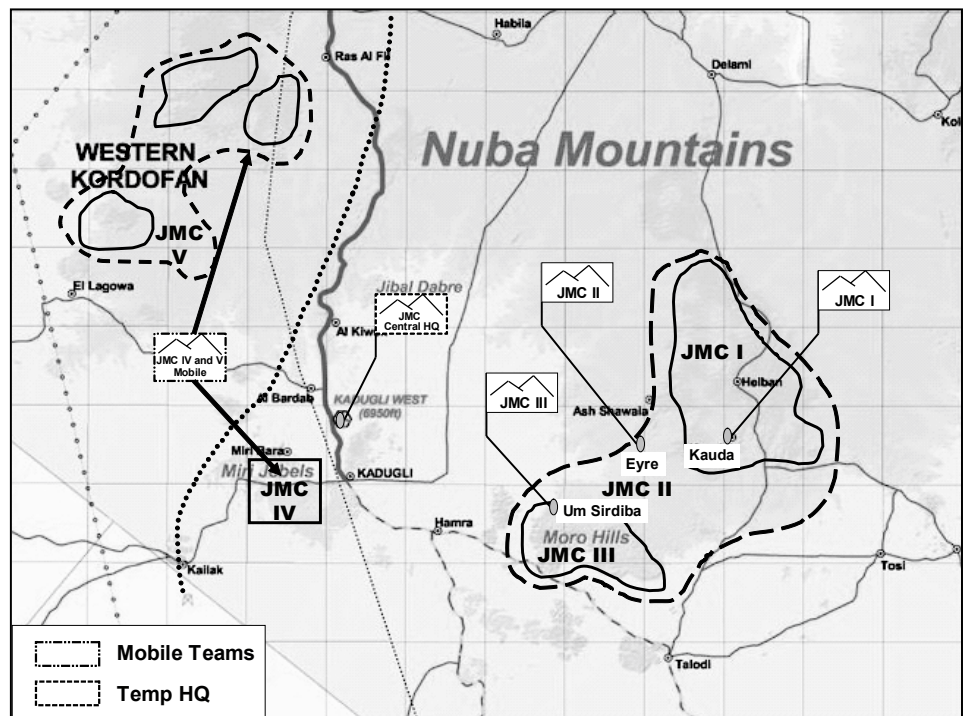 Habila
Ras Al Fil
Delami
Kol
Nuba Mountains
WESTERN
KORDOFAN
JMC
V
El Lagowa
Jibal Dabre
JMC
Central HQ
JMC II
JMC I
JMC IV and V
Mobile
JMC III
JMC I
Heiban
Al Bardab
KADUGLI WEST
(6950ft)
Ash Shawaia
Eyre
Kauda
Miri Bara
Miri Jebels
KADUGLI
JMC
IV
JMC II
Um Sirdiba
Hamra
Moro Hills
JMC III
Kailak
Tosi
Talodi
Mobile Teams
Temp HQ